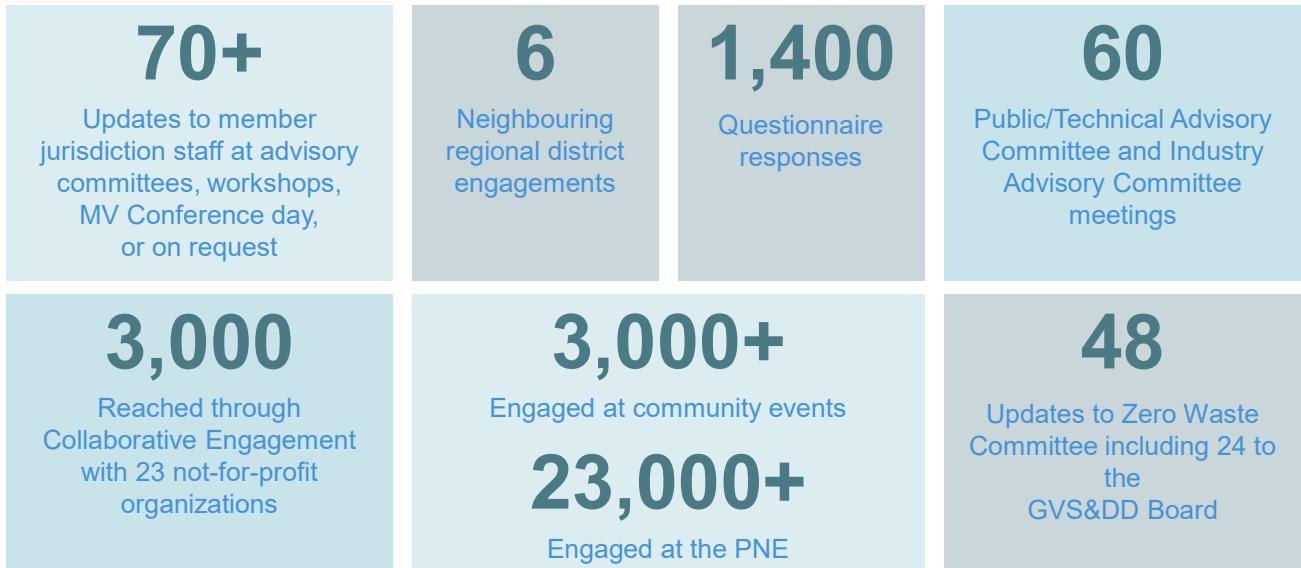 70+
Updates to member
jurisdiction staff at advisory
committees, workshops,
MV Conference day,
or on request
6
Neighbouring
regional district
engagements
1,400
Questionnaire
responses
60
Public/Technical Advisory
Committee and Industry
Advisory Committee
meetings
3,000
Reached through
Collaborative Engagement
with 23 not-for-profit
organizations
3,000+
Engaged at community events
23,000+
Engaged at the PNE
48
Updates to Zero Waste
Committee including 24 to
the
GVS&DD Board